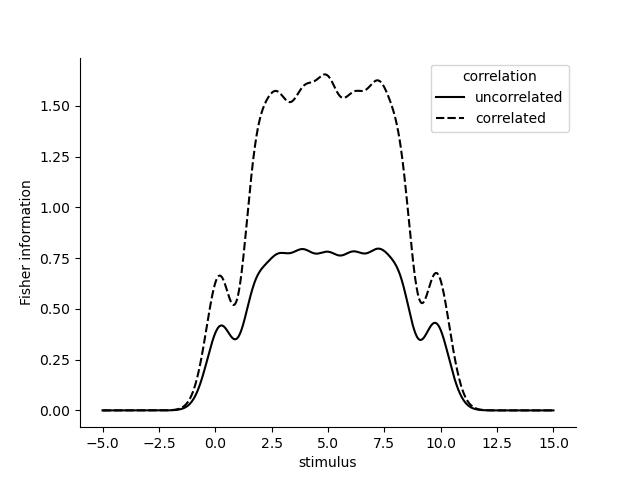 correlation
uncorrelated
correlated
1.50
1.25
1.00
0.75
0.50
0.25
0.00
Fisher information
−5.0 −2.5 0.0 2.5 5.0 7.5 10.0 12.5 15.0
stimulus